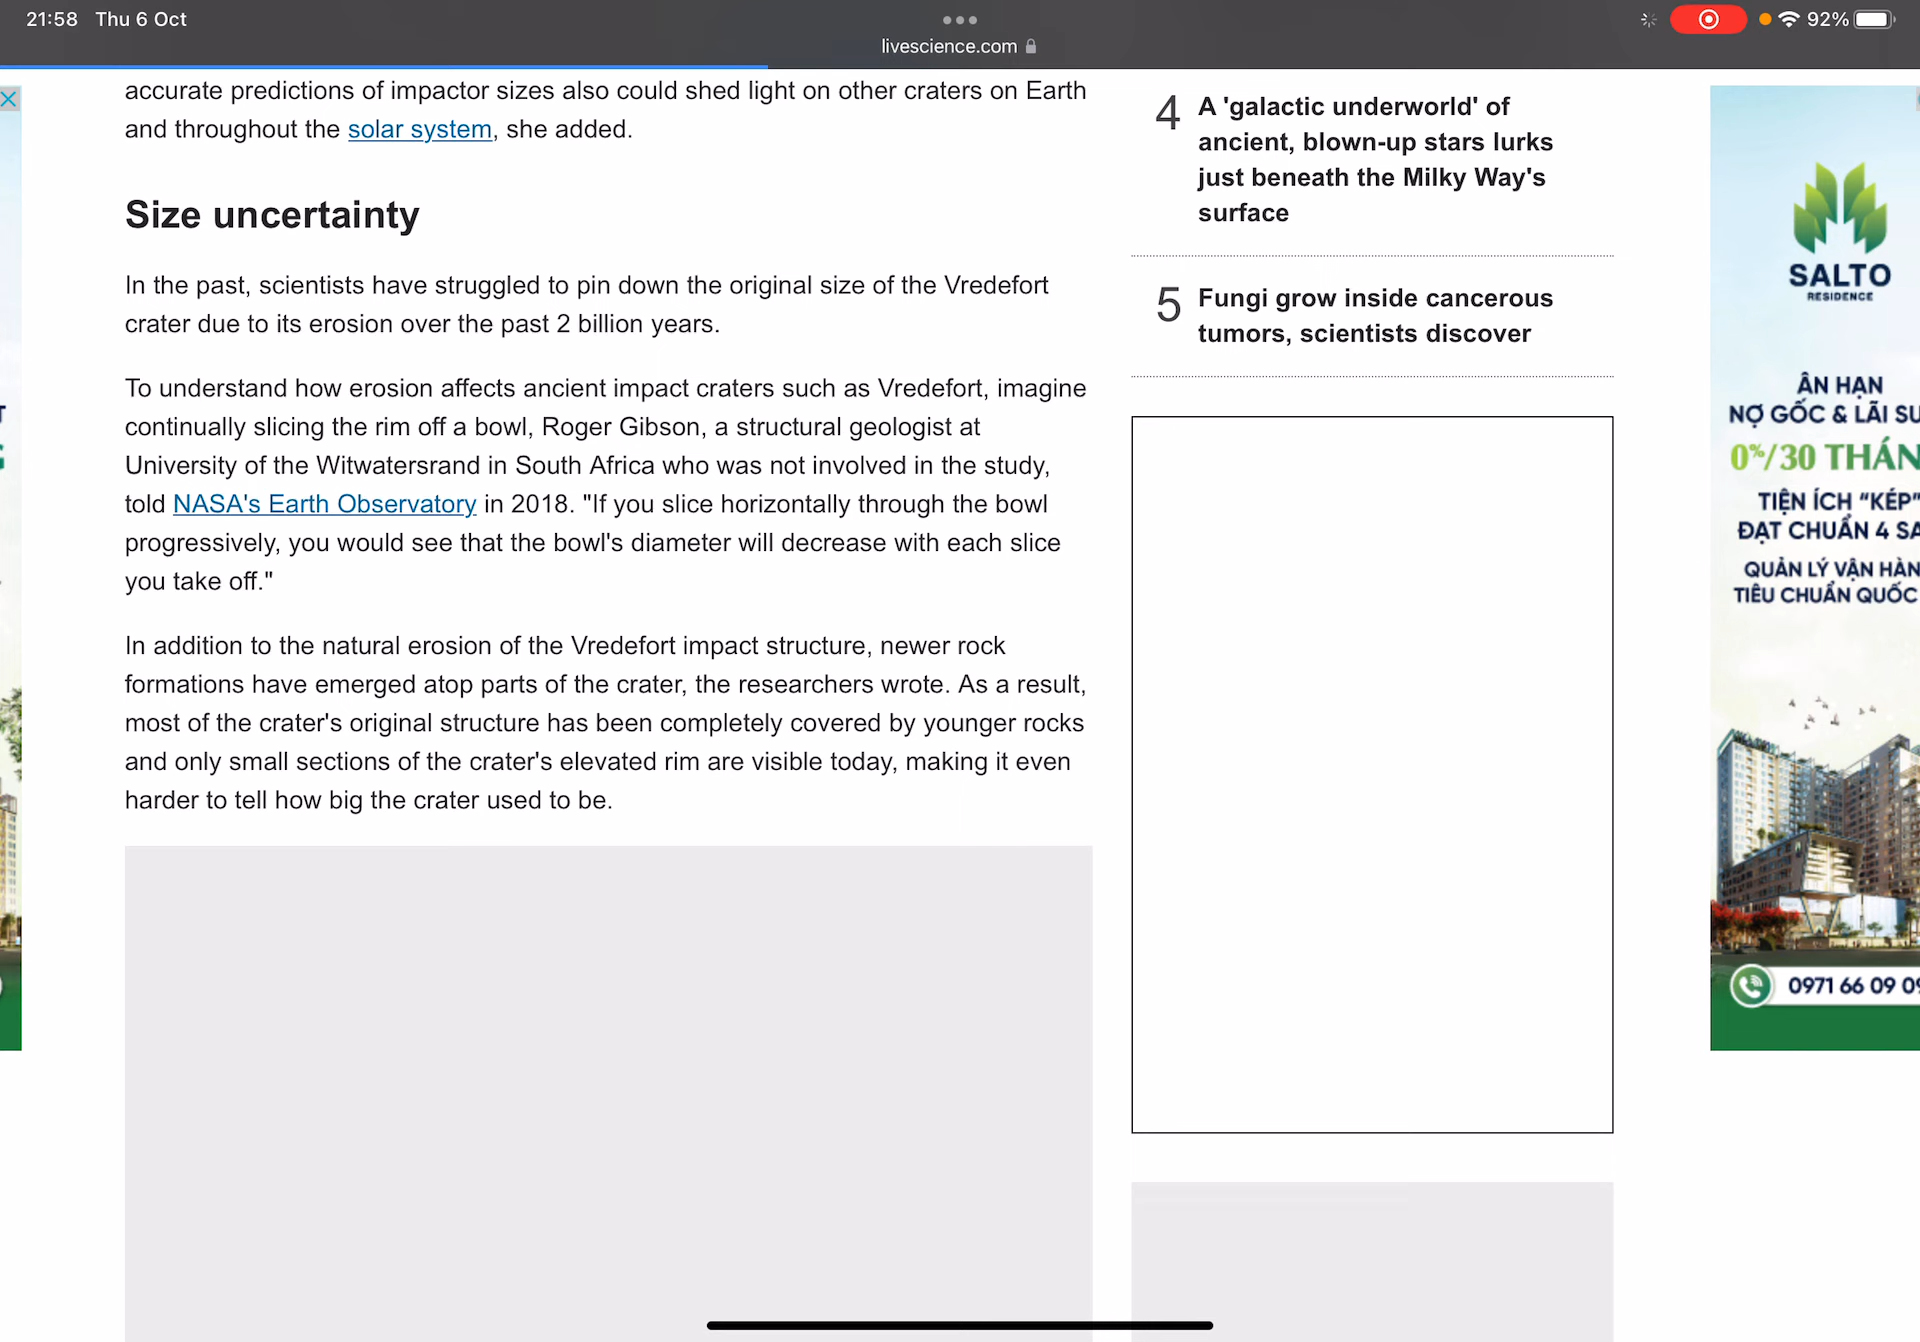 21:58 Thu 6 Oct
92%
livescience.com
accurate predictions of impactor sizes also could shed light on other craters on Earth
and throughout the solar system, she added.
Size uncertainty
In the past, scientists have struggled to pin down the original size of the Vredefort
crater due to its erosion over the past 2 billion years.
To understand how erosion affects ancient impact craters such as Vredefort, imagine
continually slicing the rim off a bowl, Roger Gibson, a structural geologist at
University of the Witwatersrand in South Africa who was not involved in the study,
told NASA's Earth Observatory in 2018. "If you slice horizontally through the bowl
progressively, you would see that the bowl's diameter will decrease with each slice
you take off."
In addition to the natural erosion of the Vredefort impact structure, newer rock
formations have emerged atop parts of the crater, the researchers wrote. As a result,
most of the crater's original structure has been completely covered by younger rocks
and only small sections of the crater's elevated rim are visible today, making it even
harder to tell how big the crater used to be.
4 A 'galactic underworld' of
ancient, blown-up stars lurks
just beneath the Milky Way's
surface
5 Fungi grow inside cancerous
tumors, scientists discover
SALTO
RESIDENCE
ÂN HẠN
NỢ GỐC & LÃI SU
0%/30 THÁN
TIỆN ÍCH "KÉP"
ĐẠT CHUẨN 4 SA
QUẢN LÝ VẬN HÀN
TIÊU CHUẨN QUỐC
0971 66 09 09